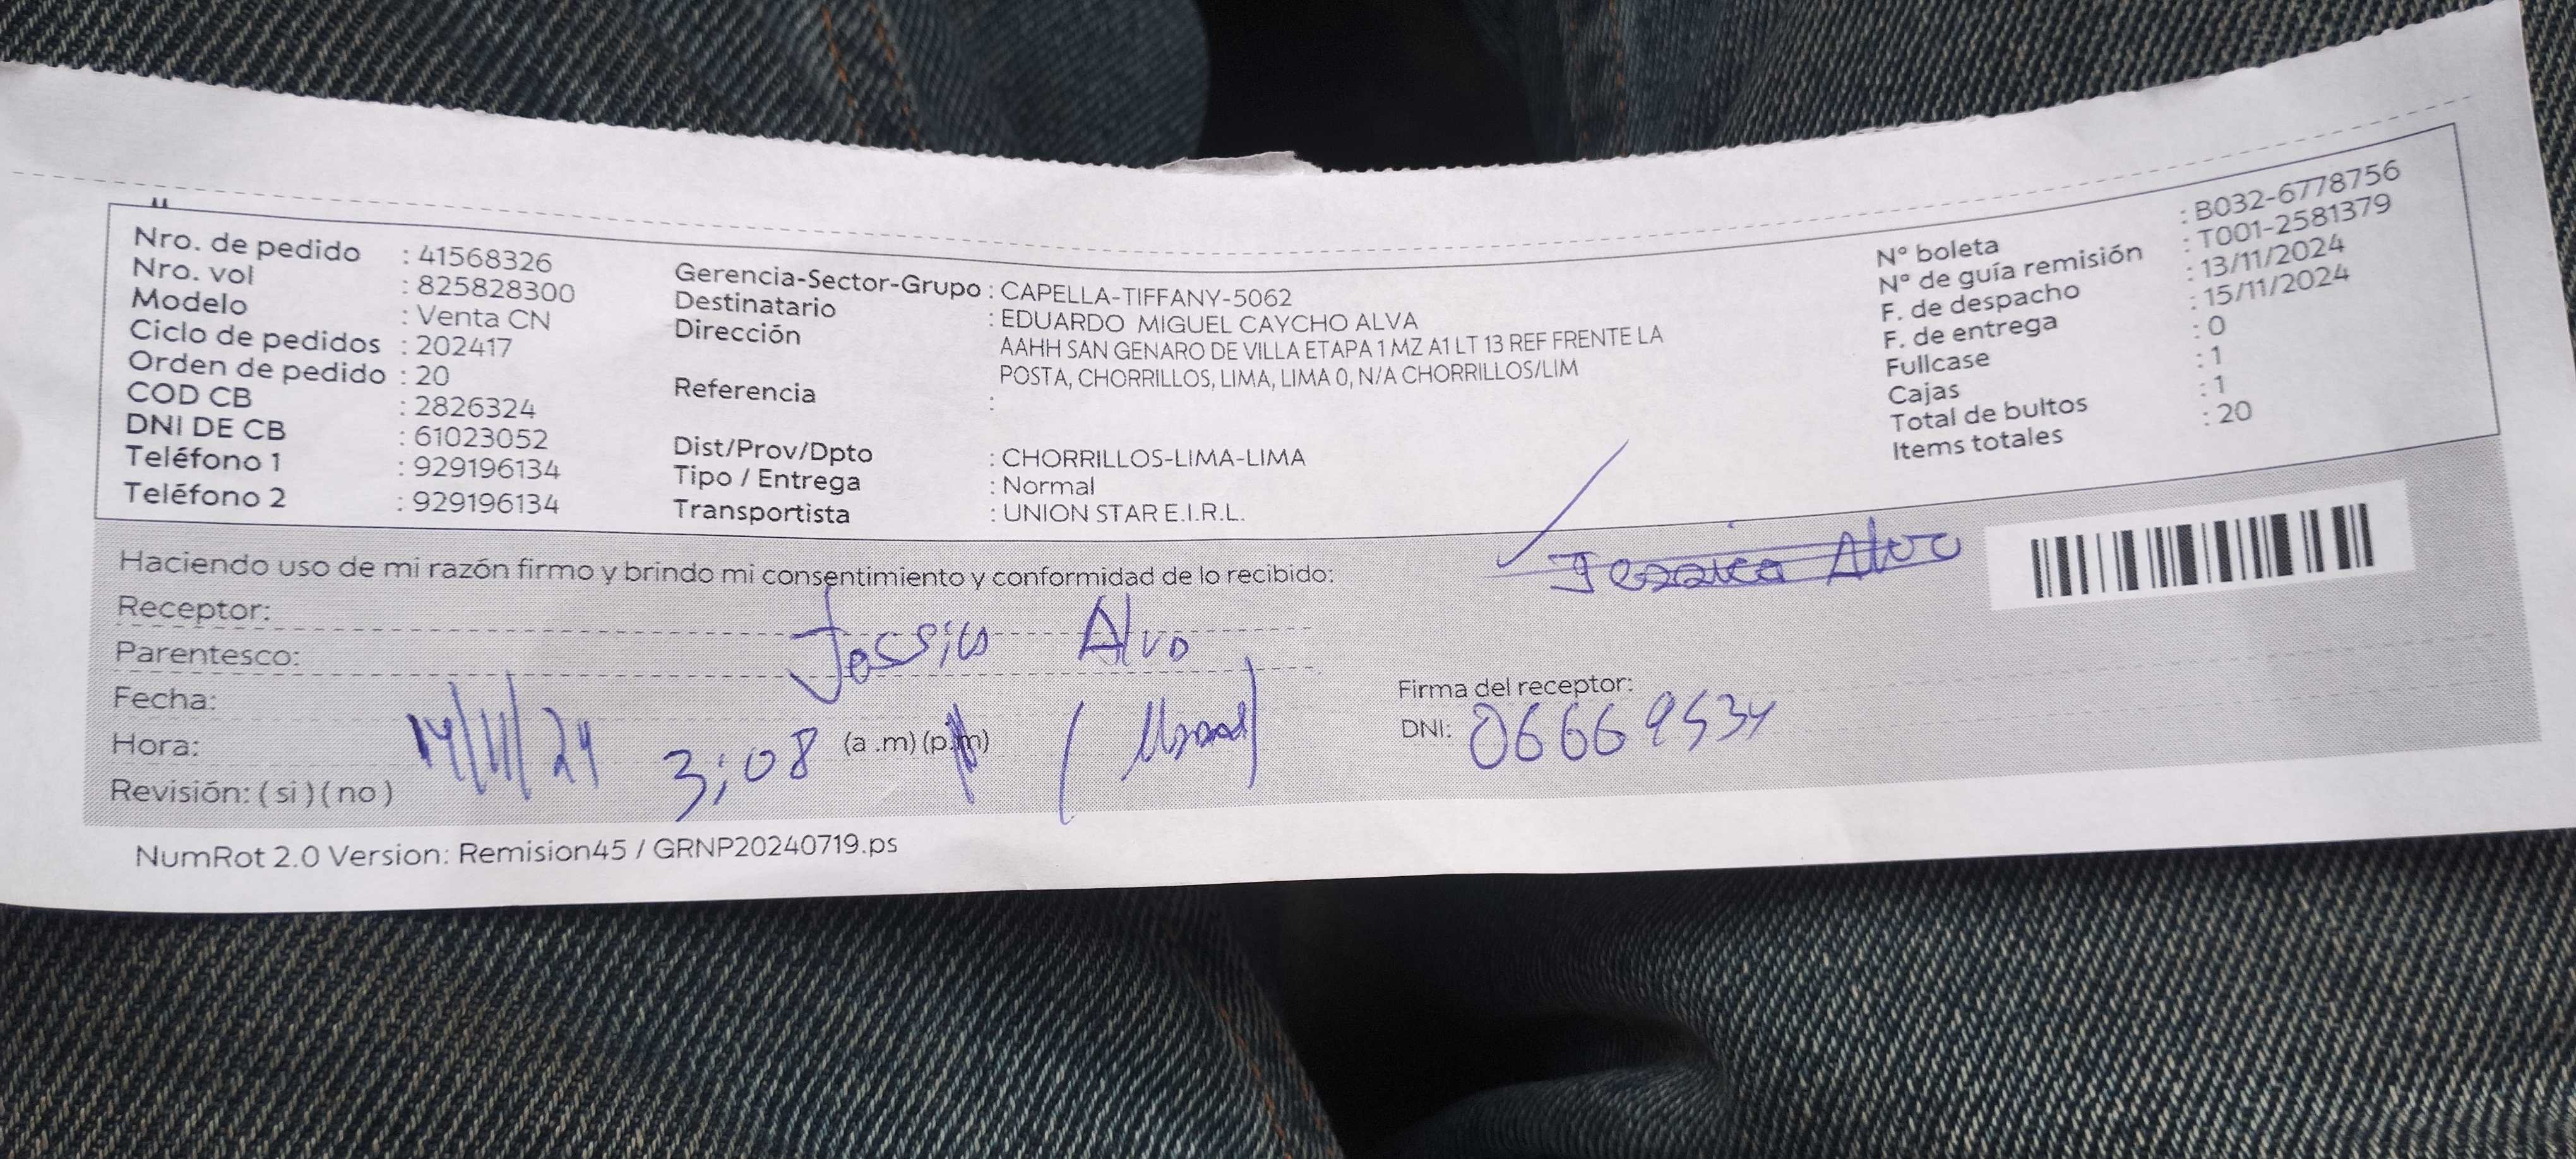 Nro. de pedido : 41568326
Nro. vol : 825828300
Modelo : Venta CN
Ciclo de pedidos : 202417
Orden de pedido : 20
COD CB : 2826324
DNI DE CB : 61023052
Teléfono 1 : 929196134
Teléfono 2 : 929196134
Gerencia-Sector-Grupo : CAPELLA-TIFFANY-5062
Destinatario : EDUARDO MIGUEL CAYCHO ALVA
Dirección AAHH SAN GENARO DE VILLA ETAPA 1 MZ A1 LT 13 REF FRENTE LA
POSTA, CHORRILLOS, LIMA, LIMA 0, N/A CHORRILLOS/LIM
Referencia :
Dist/Prov/Dpto : CHORRILLOS-LIMA-LIMA
Tipo / Entrega : Normal
Transportista : UNION STAR E.I.R.L.
N° boleta : B032-6778756
N° de guía remisión : T001-2581379
F. de despacho : 13/11/2024
F. de entrega : 15/11/2024
Fullcase : 0
Cajas : 1
Total de bultos : 1
Items totales : 20
Haciendo uso de mi razón firmo y brindo mi consentimiento y conformidad de lo recibido:
Jessica Alva
Receptor: Jessica Alva
Parentesco:
Fecha: 14/11/24
Hora: 3:08 (a .m) (p.m)
Revisión: ( si ) ( no )
Firma del receptor:
DNI: 06669534
NumRot 2.0 Version: Remision45 / GRNP20240719.ps